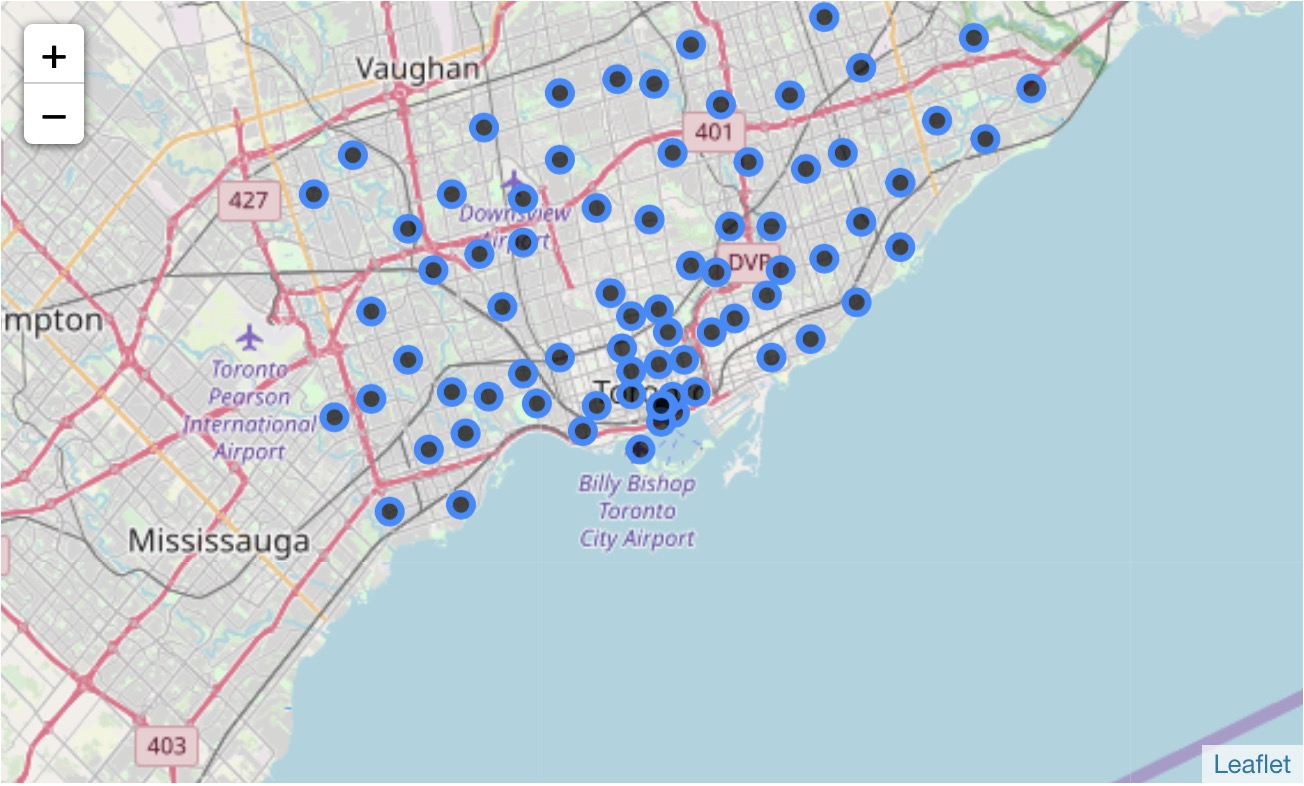 +
−
Vaughan
401
427
Downsview
Airport
DVP
mpton
Toronto
Pearson
International
Airport
Toronto
Billy Bishop
Toronto
City Airport
Mississauga
403
Leaflet